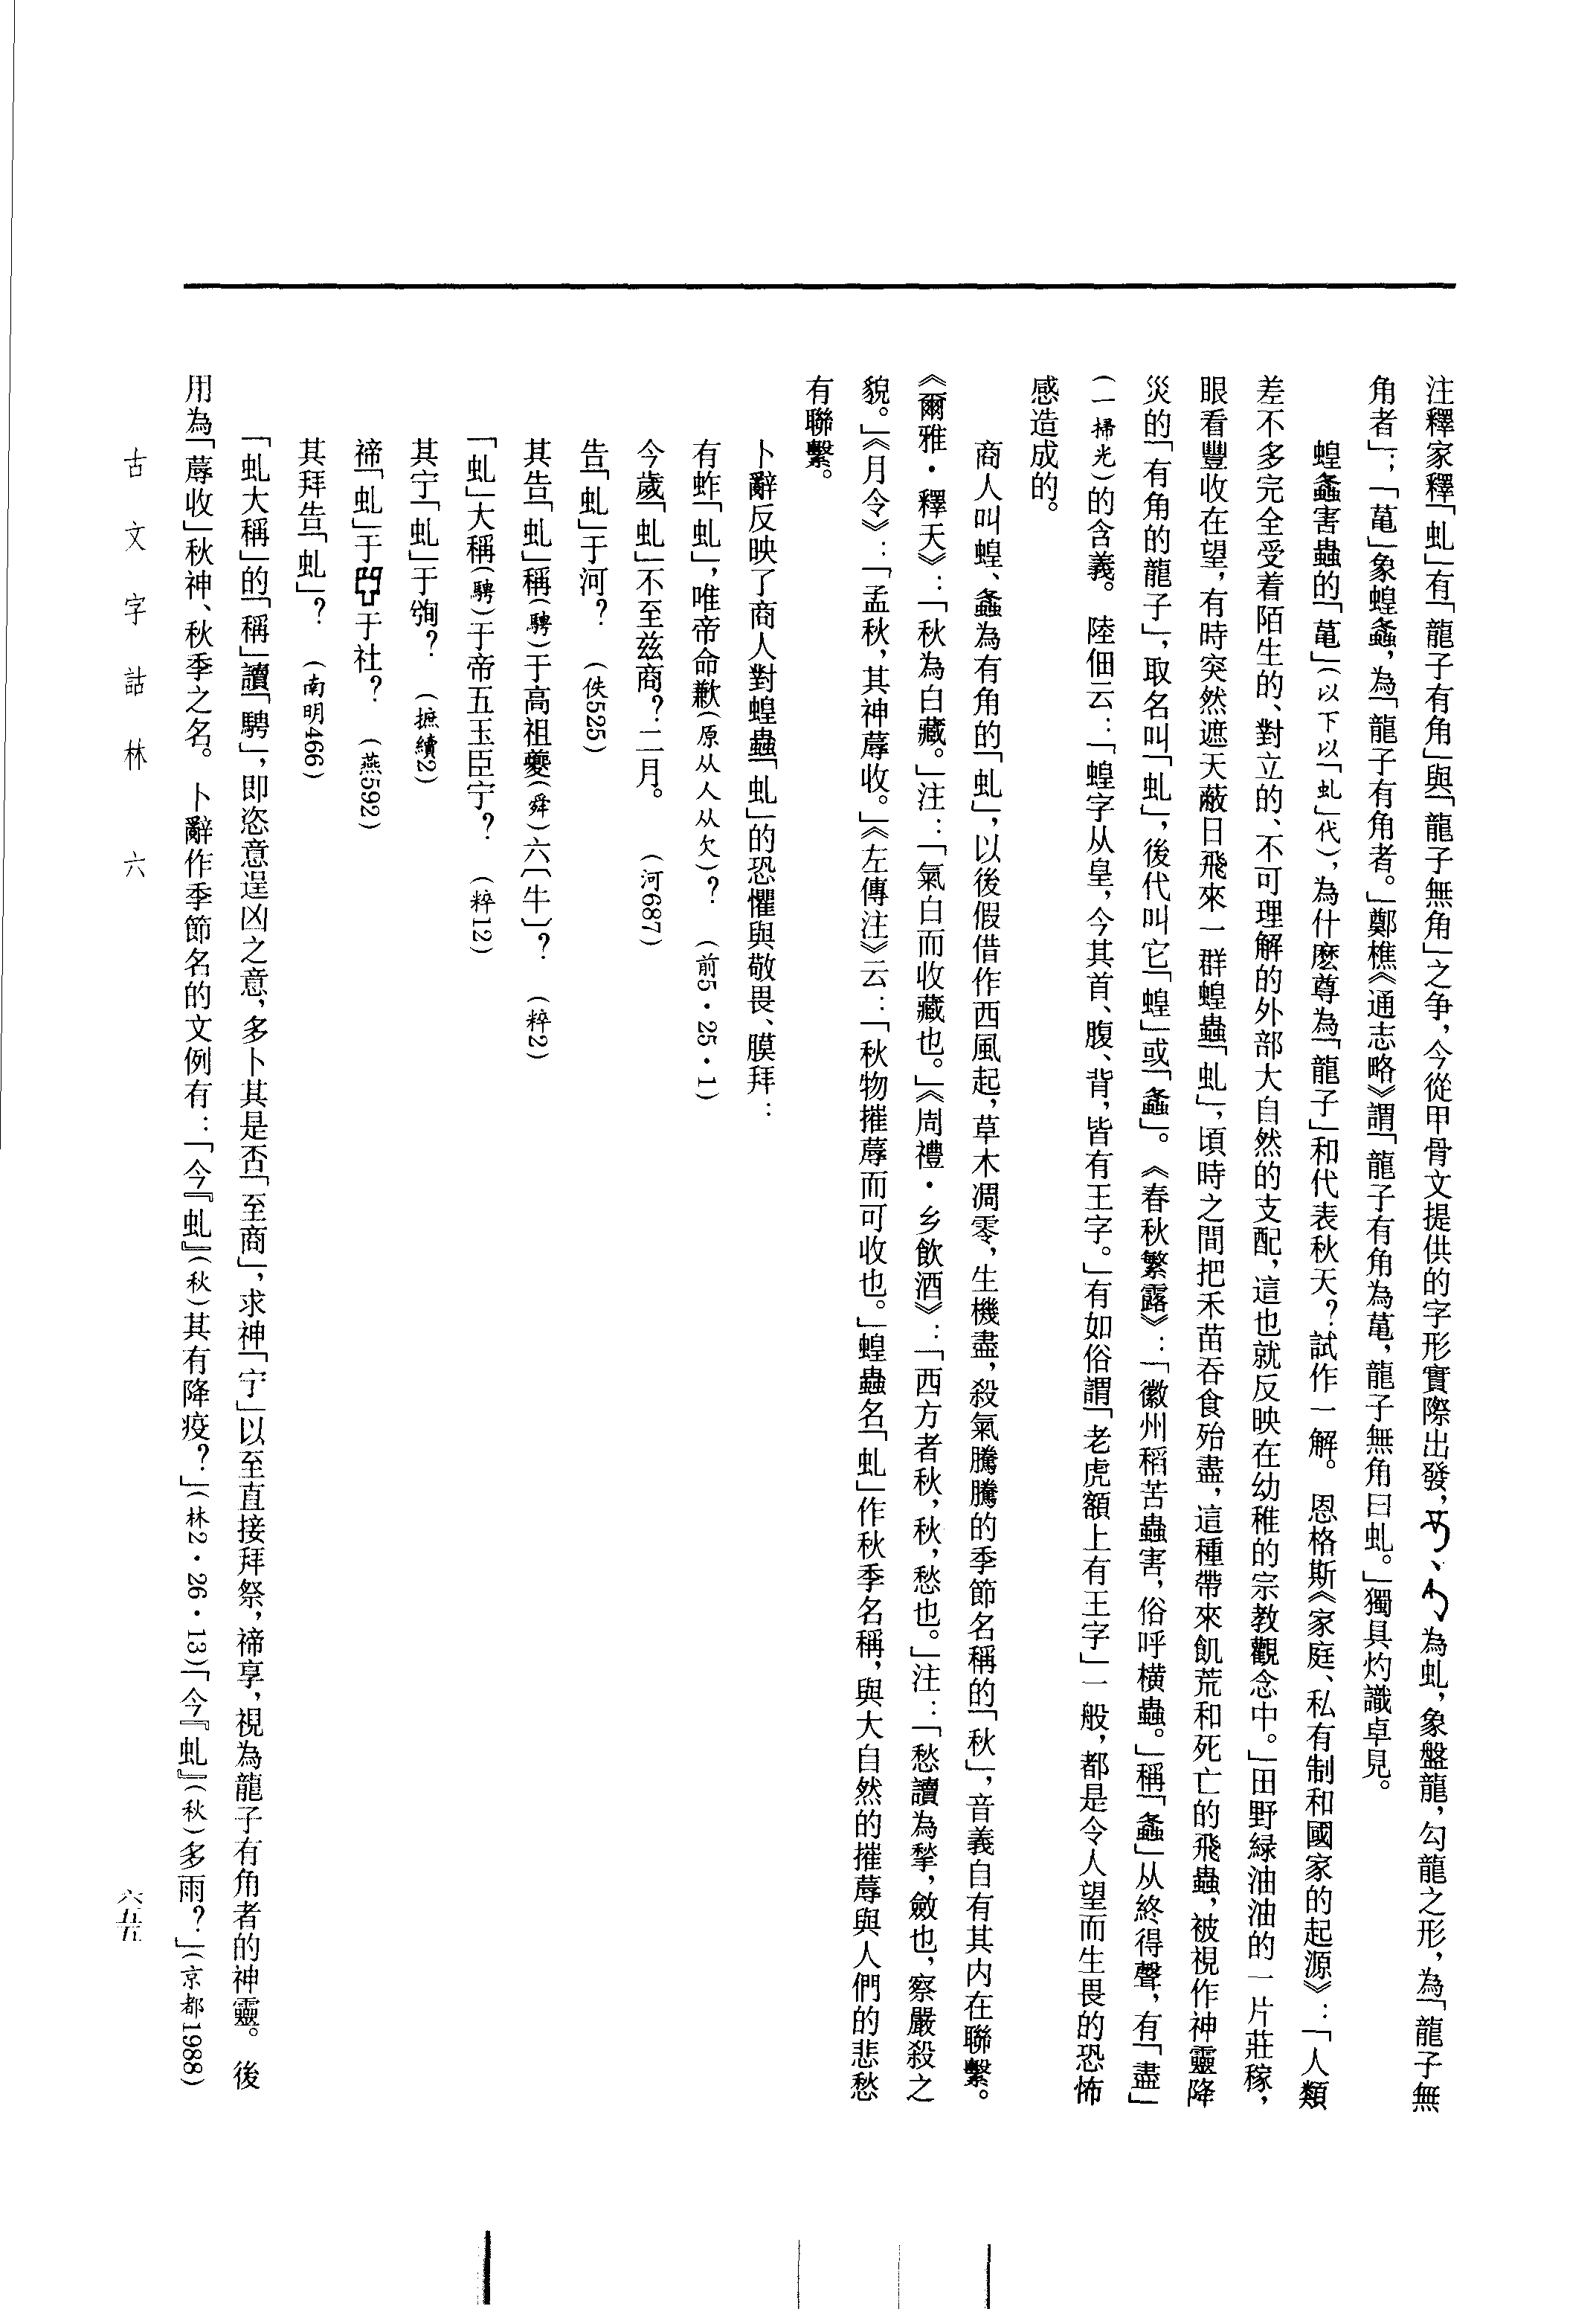 注釋家釋「虬」有「龍子有角」與「龍子無角」之争，今從甲骨文提供的字形實際出發，、為虬，象盤龍，勾龍之形，為「龍子無
角者」；「」象蝗螽，為「龍子有角者。」鄭樵《通志略》謂「龍子有角為，龍子無角曰虬。」獨具灼識卓見。
蝗螽害蟲的「」（以下以「虬」代），為什麽尊為「龍子」和代表秋天？試作一解。恩格斯《家庭、私有制和國家的起源》：「人類
差不多完全受着陌生的、對立的、不可理解的外部大自然的支配，這也就反映在幼稚的宗教觀念中。」田野緑油油的一片莊稼，
眼看豐收在望，有時突然遮天蔽日飛來一群蝗蟲「虬」，頃時之間把禾苗吞食殆盡，這種帶來飢荒和死亡的飛蟲，被視作神靈降
災的「有角的龍子」，取名叫「虬」，後代叫它「蝗」或「螽」。《春秋繁露》：「徽州稻苦蟲害，俗呼横蟲。」稱「螽」从終得聲，有「盡」
（一掃光）的含義。陸佃云：「蝗字从皇，今其首、腹、背，皆有王字。」有如俗謂「老虎額上有王字」一般，都是令人望而生畏的恐怖
感造成的。
商人叫蝗、螽為有角的「虬」，以後假借作西風起，草木凋零，生機盡，殺氣騰騰的季節名稱的「秋」，音義自有其内在聯繫。
《爾雅·釋天》：「秋為白藏。」注：「氣白而收藏也。」《周禮·乡飲酒》：「西方者秋，秋，愁也。」注：「愁讀為揫，斂也，察嚴殺之
貌。」《月令》：「孟秋，其神蓐收。」《左傳注》云：「秋物摧蓐而可收也。」蝗蟲名「虬」作秋季名稱，與大自然的摧蓐與人們的悲愁
有聯繫。
卜辭反映了商人對蝗蟲「虬」的恐懼與敬畏、膜拜：
有蚱「虬」，唯帝命歉（原从人从欠）？（前5·25·1）
今歲「虬」不至兹商？二月。（河687）
告「虬」于河？（佚525）
其告「虬」稱（騁）于高祖夔（舜）六〔牛〕？（粹2）
「虬」大稱（騁）于帝五玉臣宁？（粹12）
其宁「虬」于？（摭續2）
禘「虬」于于社？（燕592）
其拜告「虬」？（南明466）
「虬大稱」的「稱」讀「騁」，即恣意逞凶之意，多卜其是否「至商」，求神「宁」以至直接拜祭，禘享，視為龍子有角者的神靈。後
用為「蓐收」秋神、秋季之名。卜辭作季節名的文例有：「今『虬』（秋）其有降疫？」（林2·26·13）「今『虬』（秋）多雨？」（京都1988）
古文字詁林 六
六五五